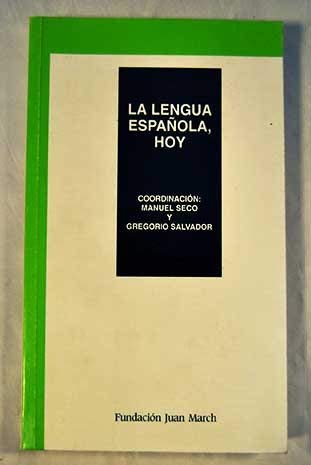 LA LENGUA
ESPAÑOLA,
HOY
COORDINACIÓN:
MANUEL SECO
Y
GREGORIO SALVADOR
Fundación Juan March